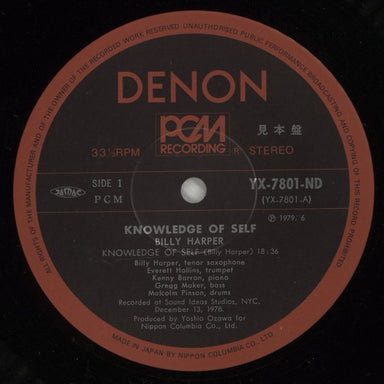 ALL RIGHTS OF THE MANUFACTURER AND OF THE OWNER OF THE RECORDED WORK RESERVED UNAUTHORISED PUBLIC PERFORMANCE BROADCASTING AND COPYING OF THIS RECORD PROHIBITED
DENON
PCM
RECORDING
33⅓RPM
R STEREO
見本盤
SIDE 1
PCM
YX-7801-ND
(YX-7801-A)
Ⓟ 1979. 6
KNOWLEDGE OF SELF
BILLY HARPER
KNOWLEDGE OF SELF (Billy Harper) 18:36
Billy Harper, tenor saxophone
Everett Hollins, trumpet
Kenny Barron, piano
Gregg Maker, bass
Malcolm Pinson, drums
Recorded at Sound Ideas Studios, NYC,
December 13, 1978.
Produced by Yoshio Ozawa for
Nippon Columbia Co., Ltd.
MADE IN JAPAN BY NIPPON COLUMBIA CO. LTD.